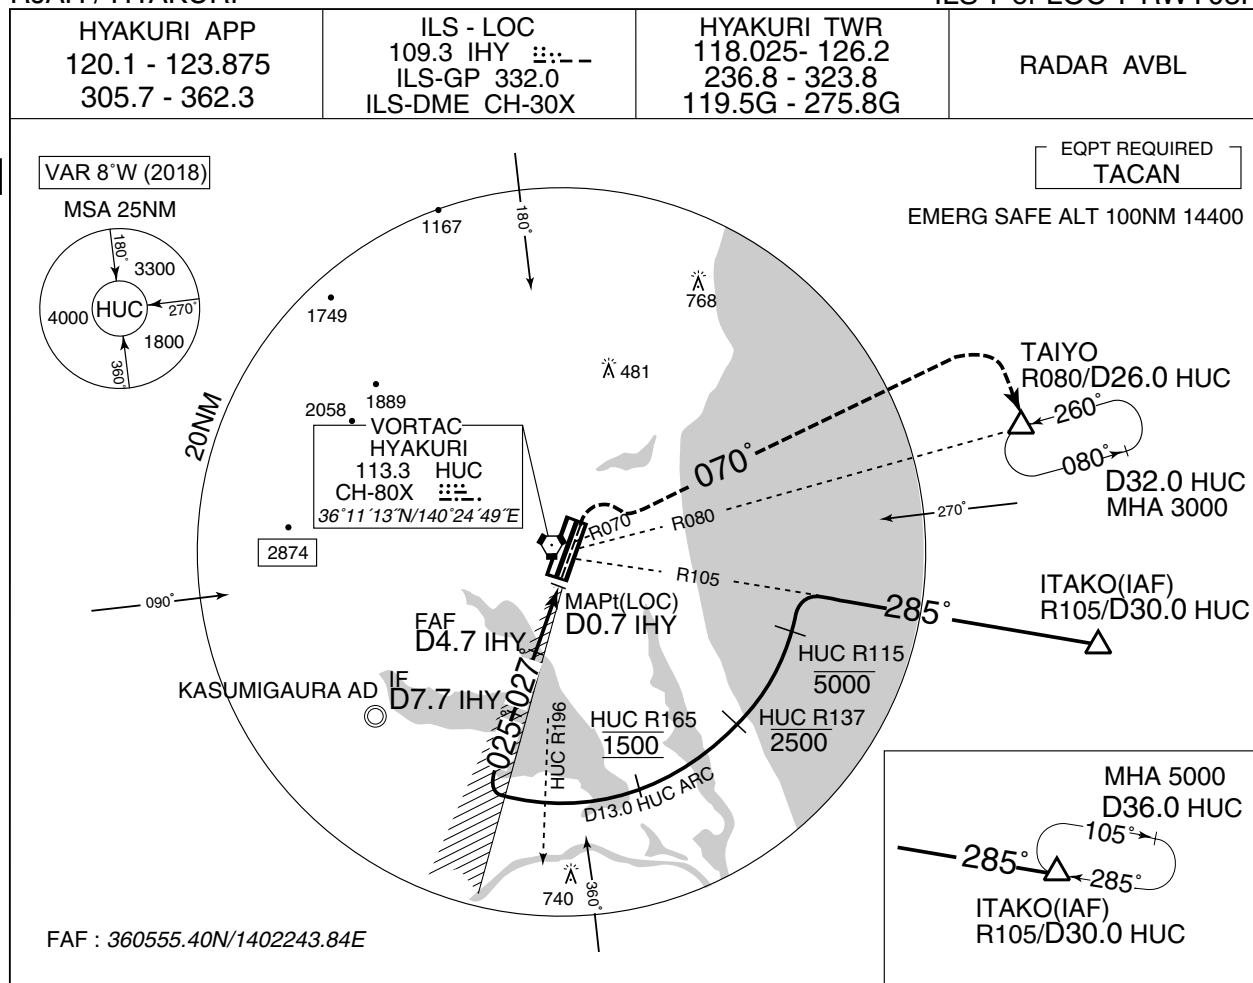 HYAKURI APP
120.1 - 123.875
305.7 - 362.3
ILS - LOC
109.3 IHY
ILS-GP 332.0
ILS-DME CH-30X
HYAKURI TWR
118.025- 126.2
236.8 - 323.8
119.5G - 275.8G
RADAR AVBL
VAR 8°W (2018)
MSA 25NM
180°
3300
4000
HUC
270°
1800
360°
EQPT REQUIRED
TACAN
EMERG SAFE ALT 100NM 14400
180°
1167
1749
768
481
1889
2058
20NM
VORTAC
HYAKURI
113.3 HUC
CH-80X
36°11´13˝N/140°24´49˝E
2874
090°
TAIYO
R080/D26.0 HUC
260°
080°
D32.0 HUC
MHA 3000
070°
R070
R080
270°
R105
ITAKO(IAF)
R105/D30.0 HUC
285°
MAPt(LOC)
D0.7 IHY
FAF
D4.7 IHY
IF
D7.7 IHY
KASUMIGAURA AD
025°-027°
HUC R196
HUC R115
5000
HUC R137
2500
HUC R165
1500
D13.0 HUC ARC
740
360°
FAF : 360555.40N/1402243.84E
MHA 5000
D36.0 HUC
105°
285°
285°
ITAKO(IAF)
R105/D30.0 HUC